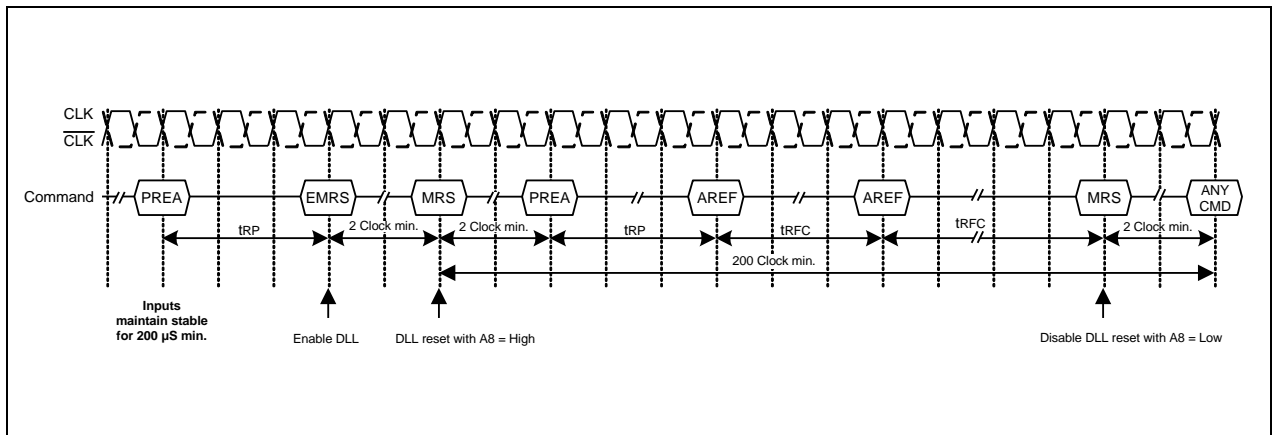 CLK
CLK
Command
PREA
EMRS
MRS
PREA
AREF
AREF
MRS
ANY
CMD
tRP
2 Clock min.
2 Clock min.
tRP
tRFC
tRFC
2 Clock min.
200 Clock min.
Inputs
maintain stable
for 200 µS min.
Enable DLL
DLL reset with A8 = High
Disable DLL reset with A8 = Low